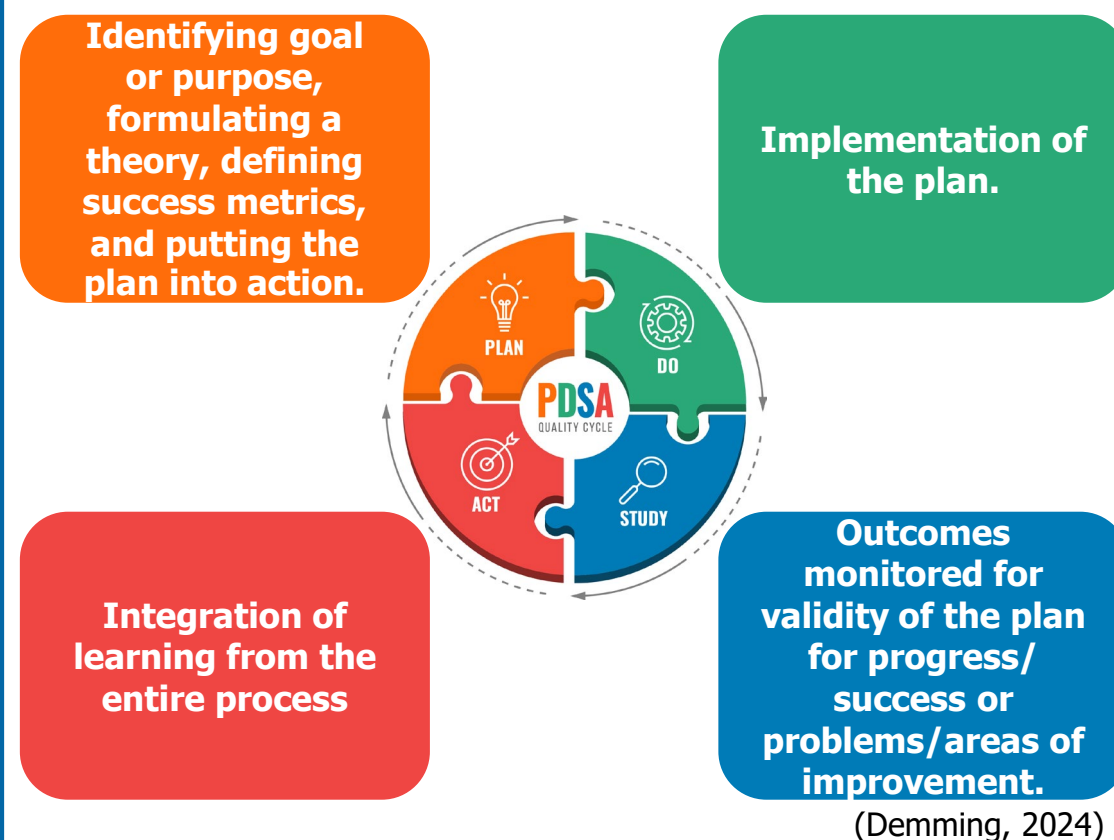 Identifying goal
or purpose,
formulating a
theory, defining
success metrics,
and putting the
plan into action.
Implementation of
the plan.
PLAN
DO
PDSA
QUALITY CYCLE
ACT
STUDY
Integration of
learning from the
entire process
Outcomes
monitored for
validity of the plan
for progress/
success or
problems/areas of
improvement.
(Demming, 2024)